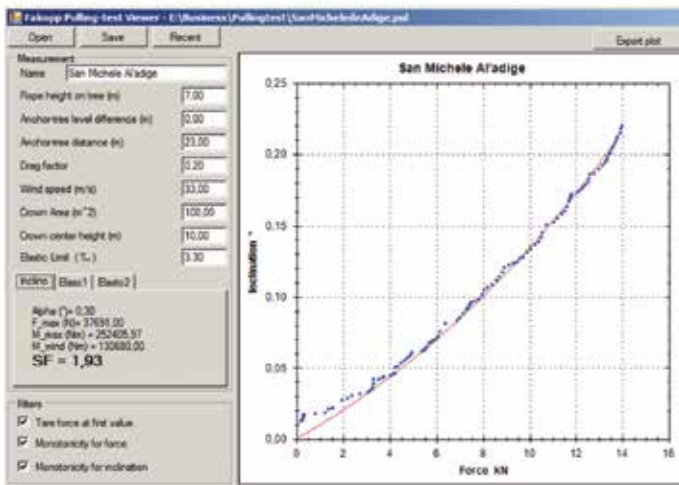 Fakopp Pulling-test Viewer - E:\Business\Pullingtest\SanMicheledeAdige.pul
Open Save Recent
Export plot
Measurement
Name San Michele Al'adige
Rope height on tree (m) 7,00
Anchortree level difference (m) 0,00
Anchortree distance (m) 23,00
Drag factor 0,20
Wind speed (m/s) 33,00
Crown Area (m^2) 100,00
Crown center height (m) 10,00
Elastic Limit (‰) 3,30
Inclino Elasto1 Elasto2
Alpha (°)= 0,30
F_max (N)= 37691,00
M_max (Nm) = 252405,97
M_wind (Nm) = 130680,00
SF = 1,93
Filters
Tare force at first value
Monotonicity for force
Monotonicity for inclination
San Michele Al'adige
0,25
0,20
0,15
0,10
0,05
0,00
Inclination °
0 2 4 6 8 10 12 14 16
Force kN